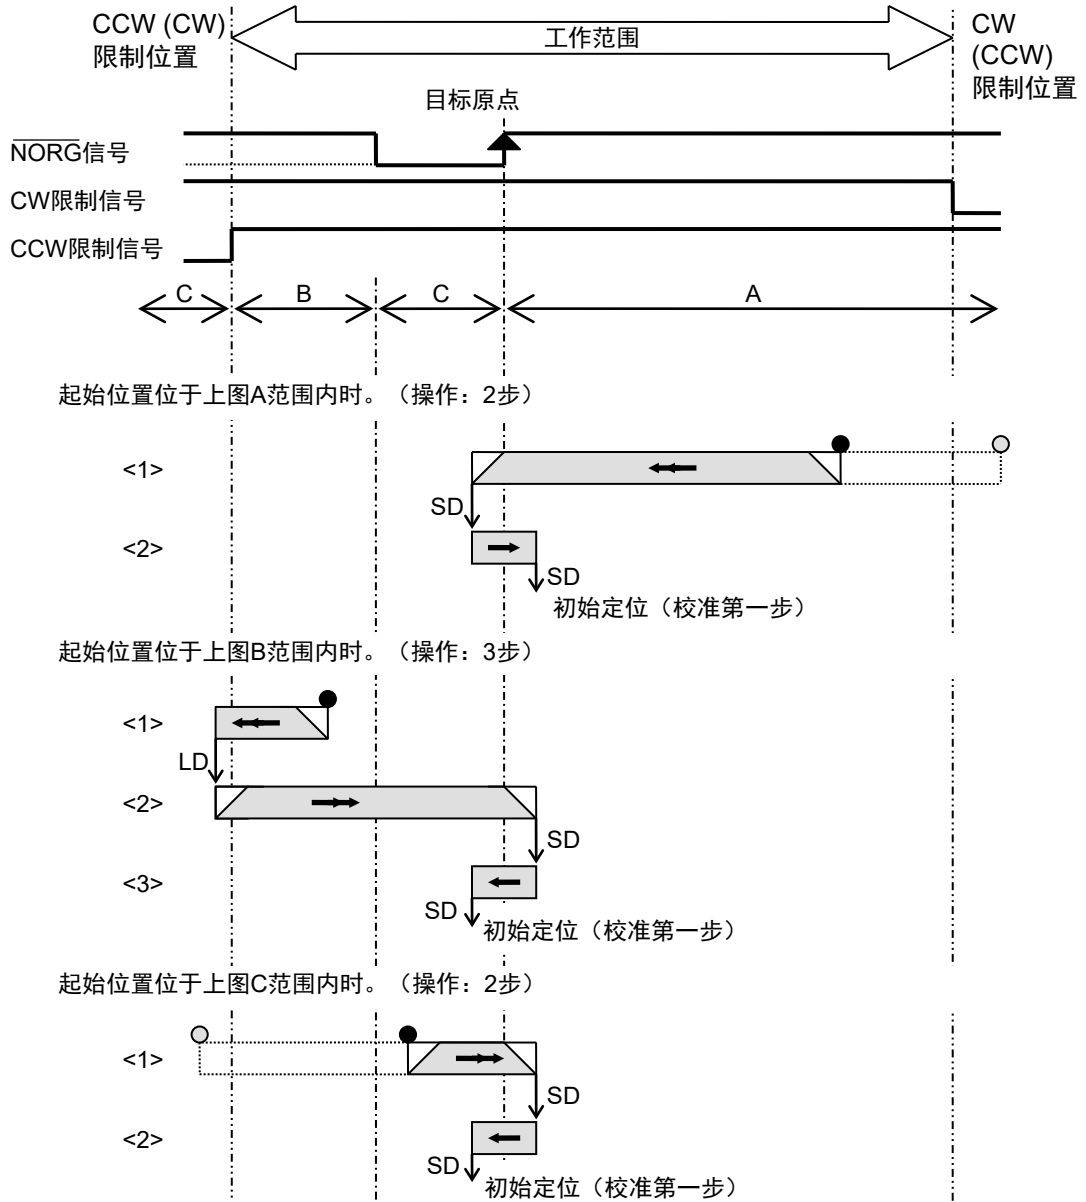 CCW (CW)
限制位置
工作范围
CW
(CCW)
限制位置
目标原点
NORG信号
CW限制信号
CCW限制信号
C
B
C
A
起始位置位于上图A范围内时。（操作：2步）
<1>
SD
<2>
SD
初始定位（校准第一步）
起始位置位于上图B范围内时。（操作：3步）
<1>
LD
<2>
SD
<3>
SD
初始定位（校准第一步）
起始位置位于上图C范围内时。（操作：2步）
<1>
SD
<2>
SD
初始定位（校准第一步）